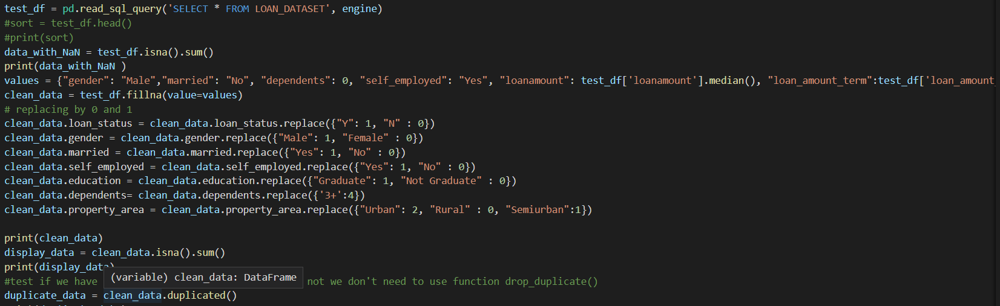 test_df = pd.read_sql_query('SELECT * FROM LOAN_DATASET', engine)
#sort = test_df.head()
#print(sort)
data_with_NaN = test_df.isna().sum()
print(data_with_NaN )
values = {"gender": "Male","married": "No", "dependents": 0, "self_employed": "Yes", "loanamount": test_df['loanamount'].median(), "loan_amount_term":test_df['loan_amount_
clean_data = test_df.fillna(value=values)
# replacing by 0 and 1
clean_data.loan_status = clean_data.loan_status.replace({"Y": 1, "N" : 0})
clean_data.gender = clean_data.gender.replace({"Male": 1, "Female" : 0})
clean_data.married = clean_data.married.replace({"Yes": 1, "No" : 0})
clean_data.self_employed = clean_data.self_employed.replace({"Yes": 1, "No" : 0})
clean_data.education = clean_data.education.replace({"Graduate": 1, "Not Graduate" : 0})
clean_data.dependents= clean_data.dependents.replace({'3+':4})
clean_data.property_area = clean_data.property_area.replace({"Urban": 2, "Rural" : 0, "Semiurban":1})
print(clean_data)
display_data = clean_data.isna().sum()
print(display_data)
(variable) clean_data: DataFrame
#test if we have not we don't need to use function drop_duplicate()
duplicate_data = clean_data.duplicated()